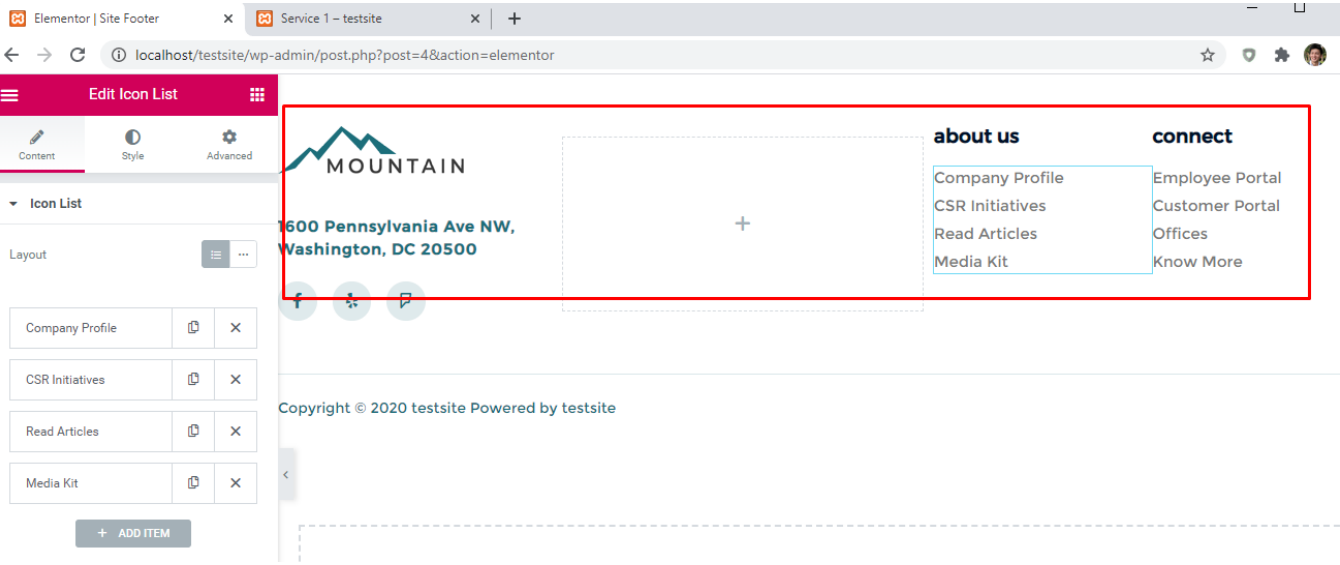 Elementor | Site Footer
Service 1 – testsite
localhost/testsite/wp-admin/post.php?post=4&action=elementor
Edit Icon List
Content
Style
Advanced
Icon List
Layout
Company Profile
CSR Initiatives
Read Articles
Media Kit
+ ADD ITEM
MOUNTAIN
1600 Pennsylvania Ave NW,
Washington, DC 20500
about us
Company Profile
CSR Initiatives
Read Articles
Media Kit
connect
Employee Portal
Customer Portal
Offices
Know More
Copyright © 2020 testsite Powered by testsite